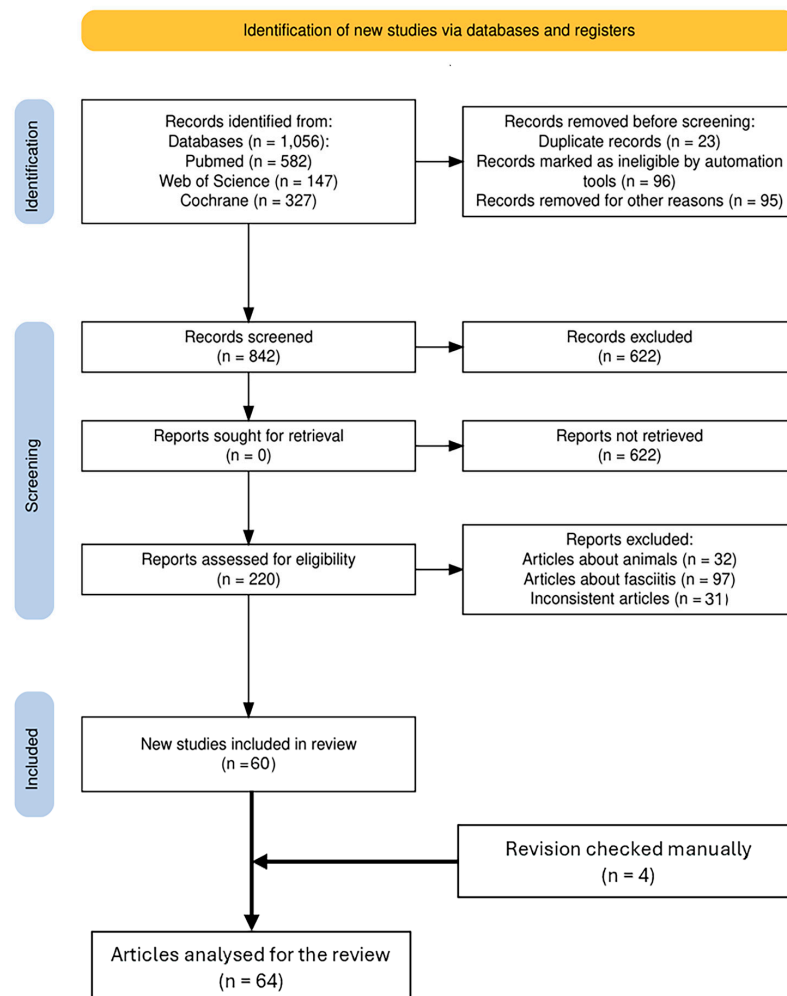 Identification of new studies via databases and registers
Identification
Records identified from:
Databases (n = 1,056):
Pubmed = 582)
Web of Science (n = 147)
Cochrane (n = 327)
Records removed before screening:
Duplicate records (n = 23)
Records marked as ineligible by automation
tools (n = 96)
Records removed for other reasons (n = 95)
Screening
Records screened
(n = 842)
Records excluded
(n = 622)
Reports sought for retrieval
(n = 0)
Reports not retrieved
(n = 622)
Reports assessed for eligibility
(n = 220)
Reports excluded:
Articles about animals (n = 32)
Articles about fasciitis (n = 97)
Inconsistent articles (n = 31)
Included
New studies included in review
(n =60)
Revision checked manually
(n = 4)
Articles analysed for the review
(n = 64)